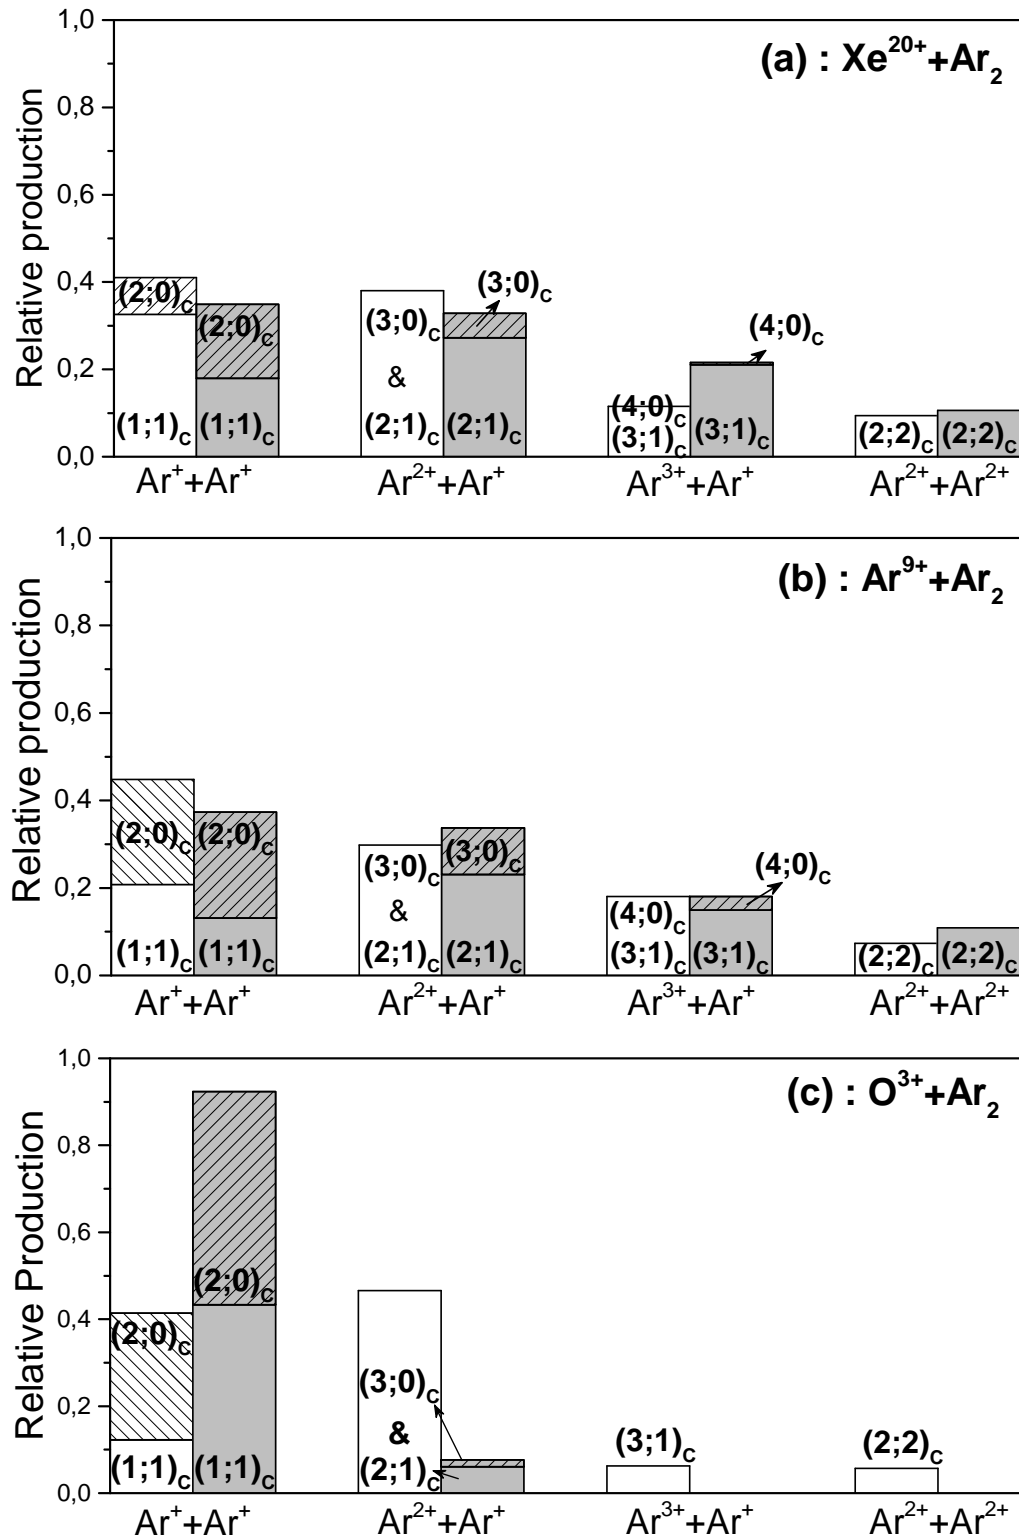 (a) : Xe²⁰⁺+Ar₂
Relative production
1,0
0,8
0,6
0,4
0,2
0,0
(2;0)C
(1;1)C
(2;0)C
(1;1)C
(3;0)C
&
(2;1)C
(3;0)C
(2;1)C
(4;0)C
(3;1)C
(4;0)C
(3;1)C
(2;2)C
(2;2)C
Ar⁺+Ar⁺
Ar²⁺+Ar⁺
Ar³⁺+Ar⁺
Ar²⁺+Ar²⁺
(b) : Ar⁹⁺+Ar₂
Relative production
1,0
0,8
0,6
0,4
0,2
0,0
(2;0)C
(1;1)C
(2;0)C
(1;1)C
(3;0)C
&
(2;1)C
(3;0)C
(2;1)C
(4;0)C
(3;1)C
(4;0)C
(3;1)C
(2;2)C
(2;2)C
Ar⁺+Ar⁺
Ar²⁺+Ar⁺
Ar³⁺+Ar⁺
Ar²⁺+Ar²⁺
(c) : O³⁺+Ar₂
Relative Production
1,0
0,8
0,6
0,4
0,2
0,0
(2;0)C
(1;1)C
(2;0)C
(1;1)C
(3;0)C
&
(2;1)C
(3;1)C
(2;2)C
Ar⁺+Ar⁺
Ar²⁺+Ar⁺
Ar³⁺+Ar⁺
Ar²⁺+Ar²⁺